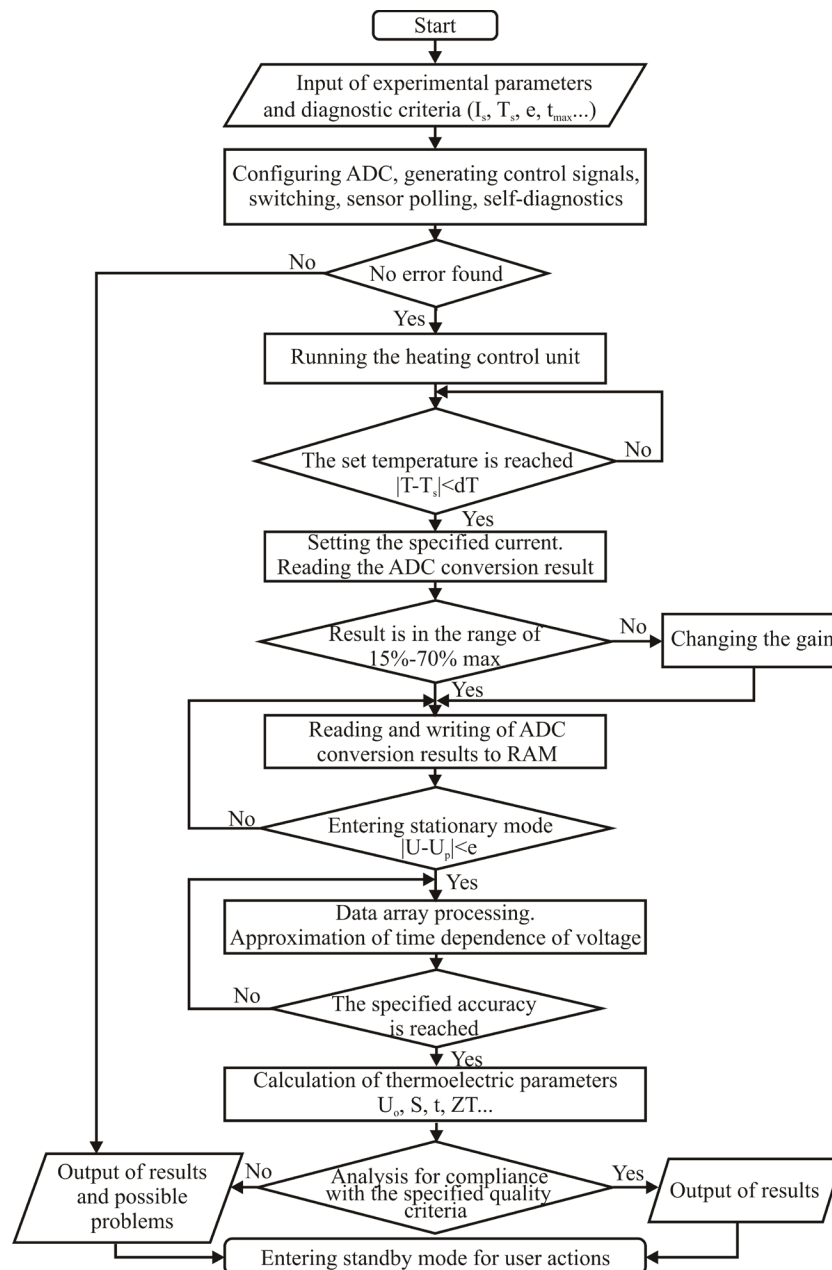 Start
Input of experimental parameters
and diagnostic criteria (Iₛ, Tₛ, e, tₘₐₓ...)
Configuring ADC, generating control signals,
switching, sensor polling, self-diagnostics
No
No error found
Yes
Running the heating control unit
The set temperature is reached
|T-Tₛ|<dT
No
Yes
Setting the specified current.
Reading the ADC conversion result
Result is in the range of
15%-70% max
No
Changing the gain
Yes
Reading and writing of ADC
conversion results to RAM
No
Entering stationary mode
|U-Uₚ|<e
Yes
Data array processing.
Approximation of time dependence of voltage
No
The specified accuracy
is reached
Yes
Calculation of thermoelectric parameters
Uₒ, S, t, ZT...
Output of results
and possible
problems
No
Analysis for compliance
with the specified quality
criteria
Yes
Output of results
Entering standby mode for user actions